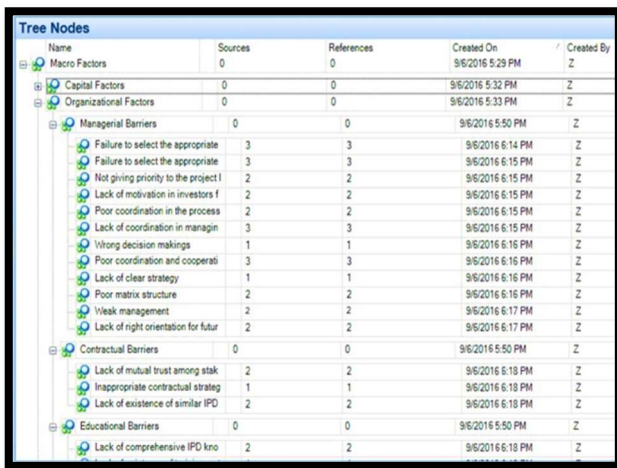 Tree Nodes
Name Sources References Created On / Created By
Macro Factors 0 0 9/6/2016 5:29 PM Z
Capital Factors 0 0 9/6/2016 5:32 PM Z
Organizational Factors 0 0 9/6/2016 5:33 PM Z
Managerial Barriers 0 0 9/6/2016 5:50 PM Z
Failure to select the appropriate 3 3 9/6/2016 6:14 PM Z
Failure to select the appropriate 3 3 9/6/2016 6:15 PM Z
Not giving priority to the project l 2 2 9/6/2016 6:15 PM Z
Lack of motivation in investors f 2 2 9/6/2016 6:15 PM Z
Poor coordination in the process 2 2 9/6/2016 6:15 PM Z
Lack of coordination in managin 3 3 9/6/2016 6:15 PM Z
Wrong decision makings 1 1 9/6/2016 6:16 PM Z
Poor coordination and cooperati 3 3 9/6/2016 6:16 PM Z
Lack of clear strategy 1 1 9/6/2016 6:16 PM Z
Poor matrix structure 2 2 9/6/2016 6:16 PM Z
Weak management 2 2 9/6/2016 6:17 PM Z
Lack of right orientation for futur 2 2 9/6/2016 6:17 PM Z
Contractual Barriers 0 0 9/6/2016 5:50 PM Z
Lack of mutual trust among stak 2 2 9/6/2016 6:18 PM Z
Inappropriate contractual strateg 1 1 9/6/2016 6:18 PM Z
Lack of existence of similar IPD 2 2 9/6/2016 6:18 PM Z
Educational Barriers 0 0 9/6/2016 5:50 PM Z
Lack of comprehensive IPD kno 2 2 9/6/2016 6:18 PM Z